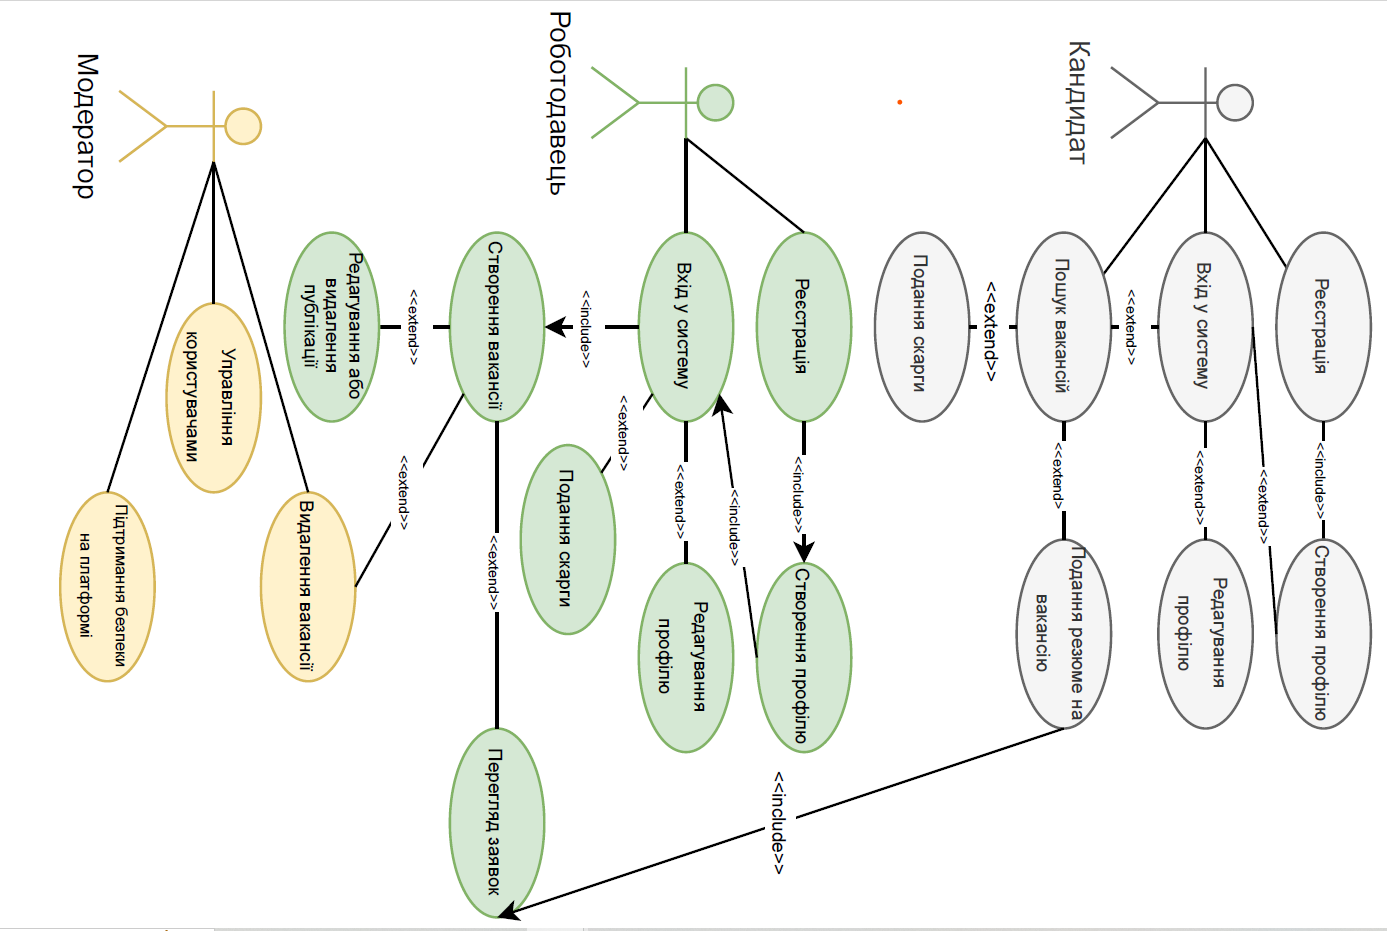 Кандидат
Реєстрація
<<include>>
Створення профілю
<<extend>>
Вхід у систему
<<extend>>
Редагування
профілю
<<extend>>
Пошук вакансій
<<extend>
Подання резюме на
вакансію
<<extend>>
Подання скарги
<<include>>
Роботодавець
Реєстрація
<<include>>
Створення профілю
<<include>>
Вхід у систему
<<extend>>
Редагування
профілю
<<extend>>
Подання скарги
<<include>>
Створення вакансії
<<extend>>
Перегляд заявок
<<extend>>
Редагування або
видалення
публікації
<<extend>>
Модератор
Видалення вакансії
Управління
користувачами
Підтримання безпеки
на платформі